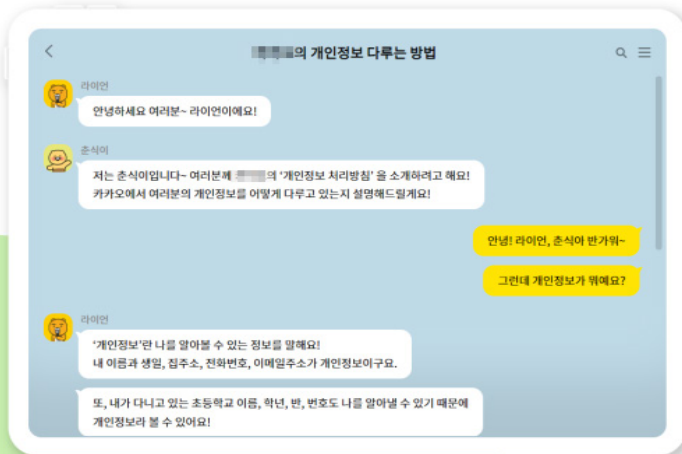 의 개인정보 다루는 방법
라이언
안녕하세요 여러분~ 라이언이에요!
춘식이
저는 춘식이입니다~ 여러분께 의 '개인정보 처리방침' 을 소개하려고 해요!
카카오에서 여러분의 개인정보를 어떻게 다루고 있는지 설명해드릴게요!
안녕! 라이언, 춘식아 반가워~
그런데 개인정보가 뭐예요?
라이언
'개인정보'란 나를 알아볼 수 있는 정보를 말해요!
내 이름과 생일, 집주소, 전화번호, 이메일주소가 개인정보이구요.
또, 내가 다니고 있는 초등학교 이름, 학년, 반, 번호도 나를 알아낼 수 있기 때문에
개인정보라 볼 수 있어요!